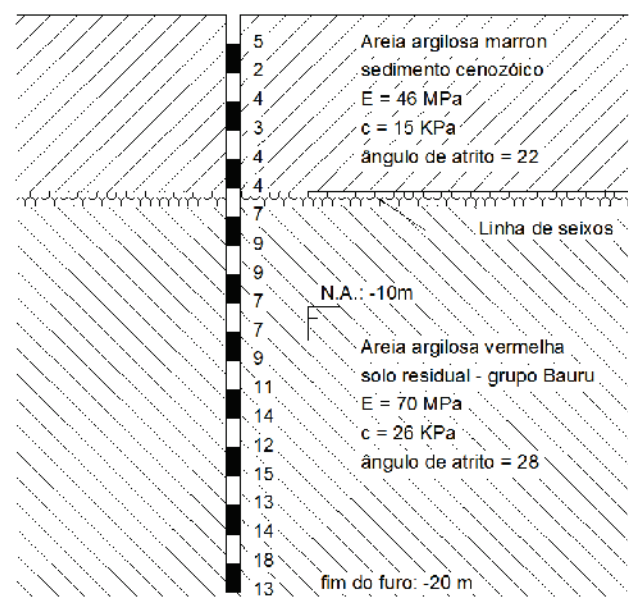 5
2
4
3
4
4
7
9
9
7
7
9
11
14
12
15
13
14
18
13
Areia argilosa marron
sedimento cenozóico
E = 46 MPa
c = 15 KPa
ângulo de atrito = 22
Linha de seixos
N.A.: -10m
Areia argilosa vermelha
solo residual - grupo Bauru
E = 70 MPa
c = 26 KPa
ângulo de atrito = 28
fim do furo: -20 m